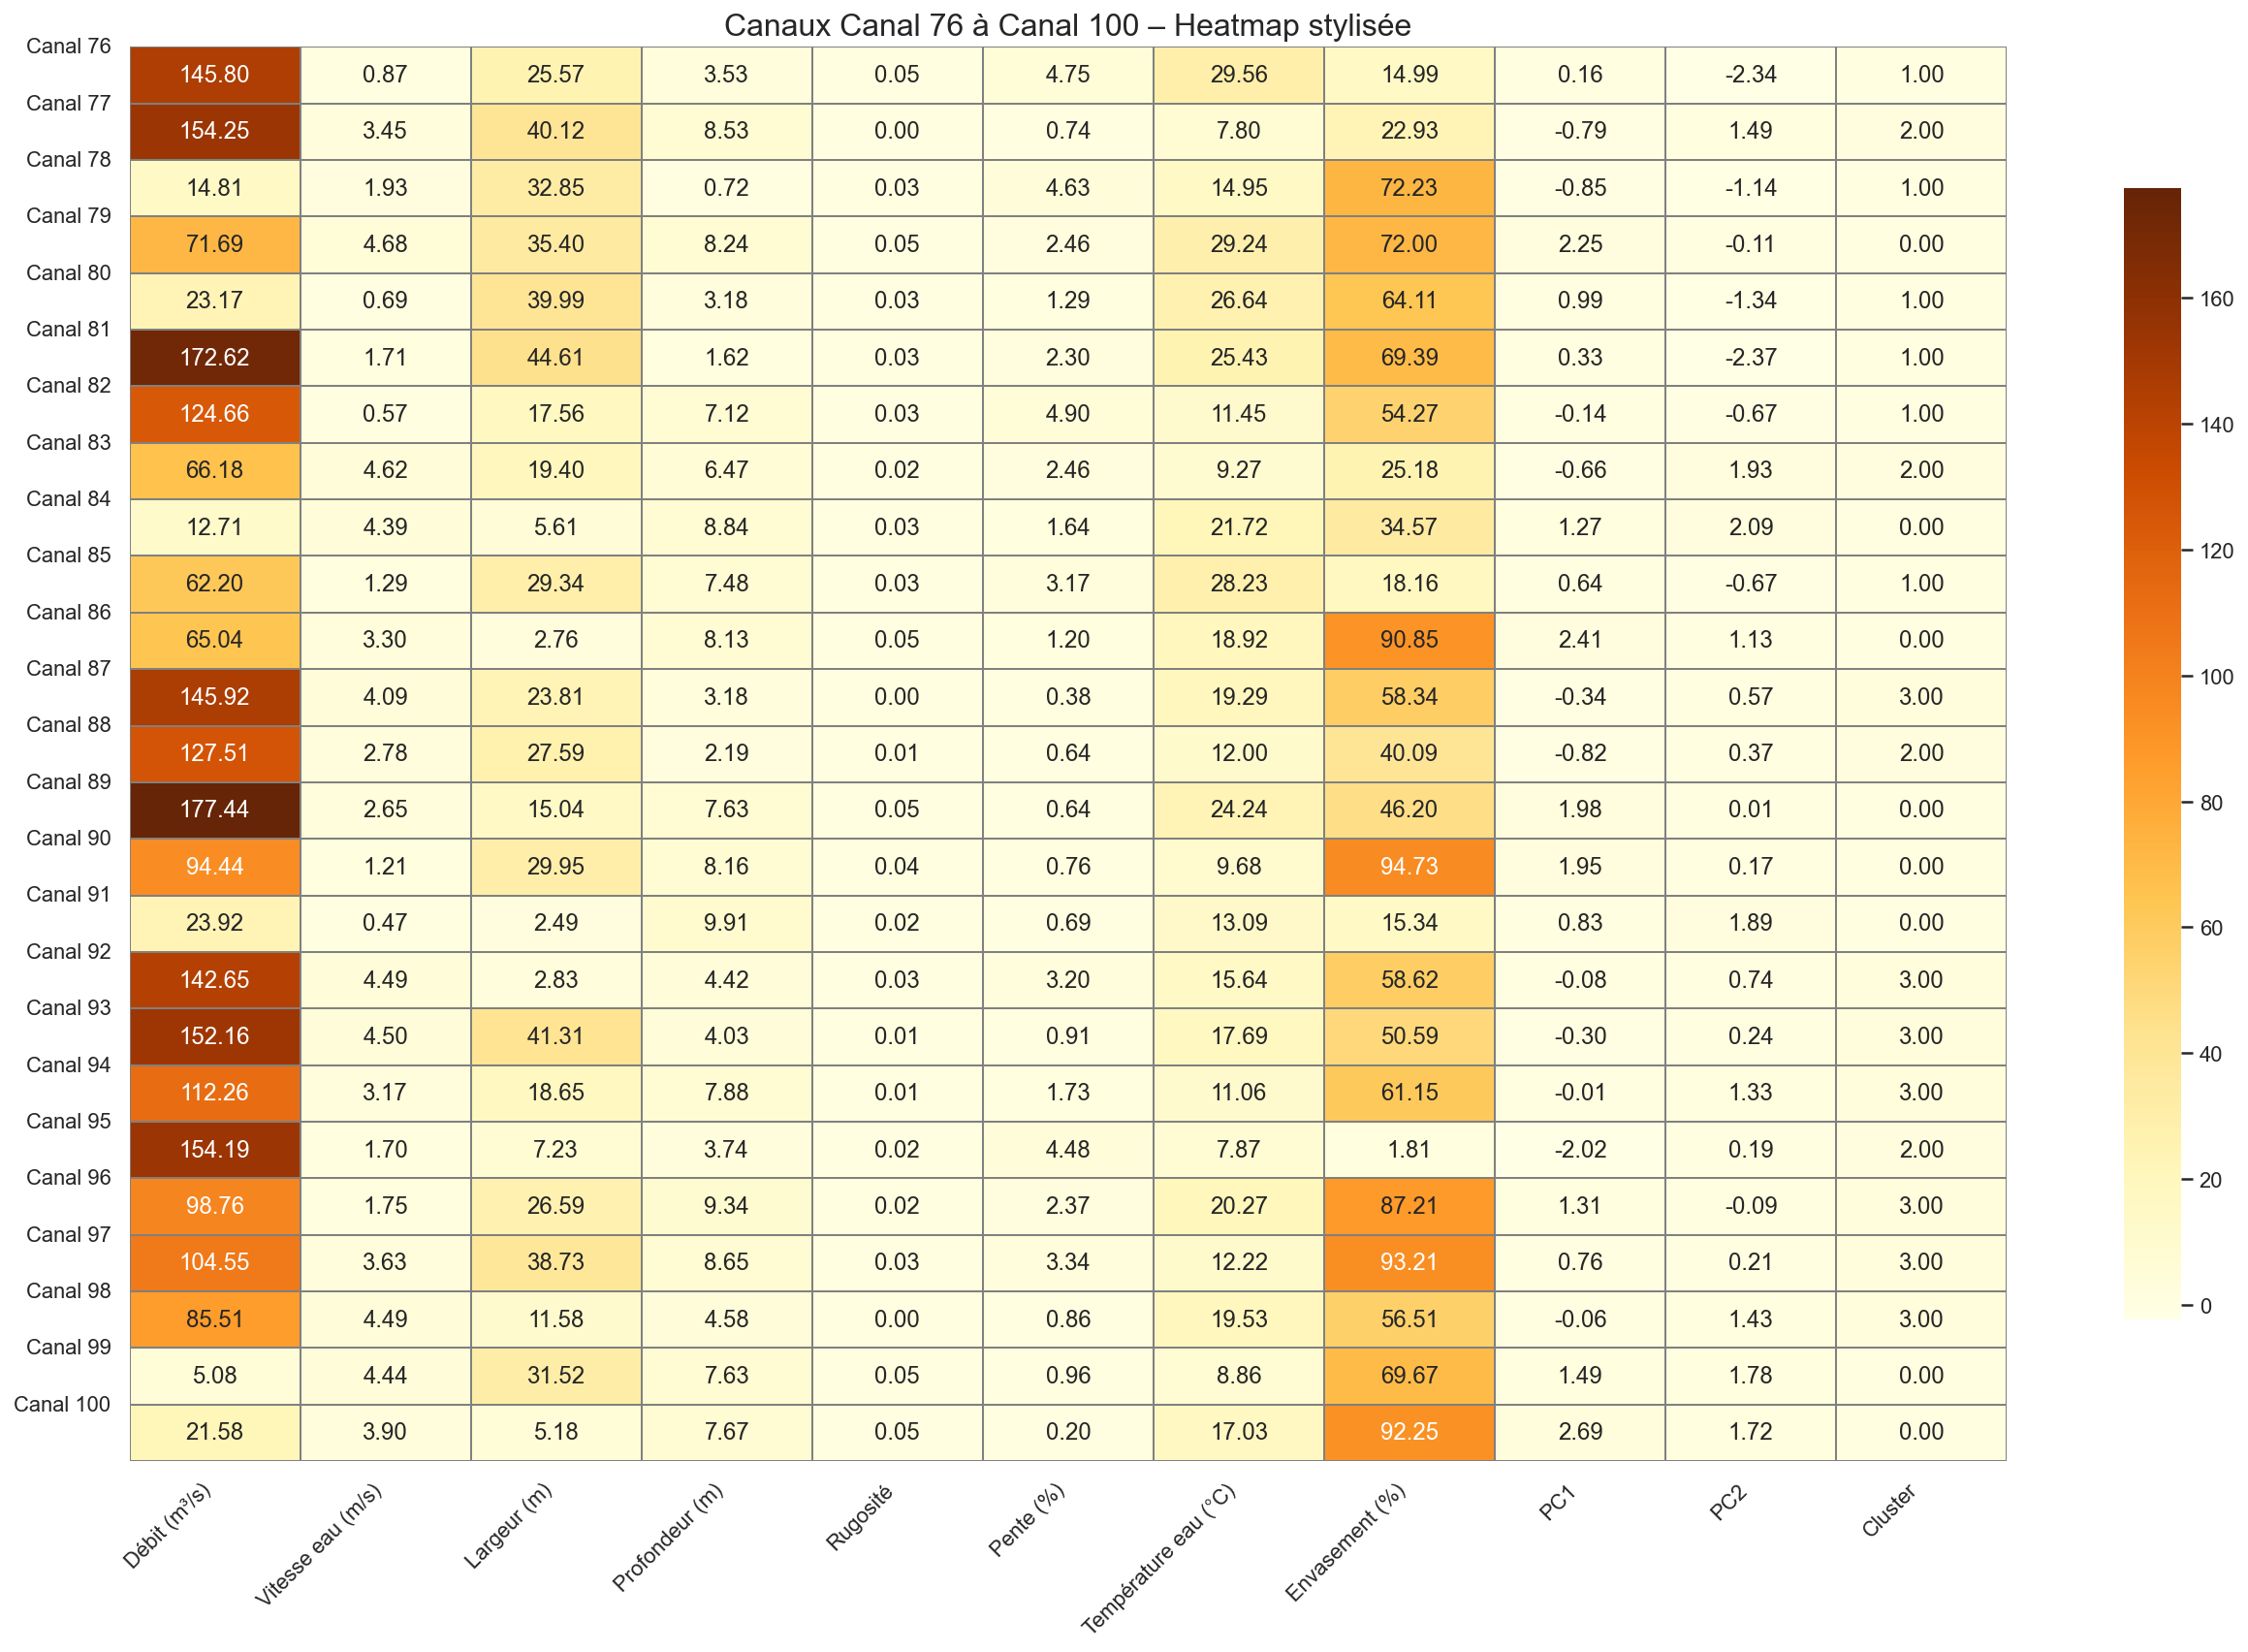 Canaux Canal 76 à Canal 100 – Heatmap stylisée
Canal 76 145.80 0.87 25.57 3.53 0.05 4.75 29.56 14.99 0.16 -2.34 1.00
Canal 77 154.25 3.45 40.12 8.53 0.00 0.74 7.80 22.93 -0.79 1.49 2.00
Canal 78 14.81 1.93 32.85 0.72 0.03 4.63 14.95 72.23 -0.85 -1.14 1.00
Canal 79 71.69 4.68 35.40 8.24 0.05 2.46 29.24 72.00 2.25 -0.11 0.00
Canal 80 23.17 0.69 39.99 3.18 0.03 1.29 26.64 64.11 0.99 -1.34 1.00
Canal 81 172.62 1.71 44.61 1.62 0.03 2.30 25.43 69.39 0.33 -2.37 1.00
Canal 82 124.66 0.57 17.56 7.12 0.03 4.90 11.45 54.27 -0.14 -0.67 1.00
Canal 83 66.18 4.62 19.40 6.47 0.02 2.46 9.27 25.18 -0.66 1.93 2.00
Canal 84 12.71 4.39 5.61 8.84 0.03 1.64 21.72 34.57 1.27 2.09 0.00
Canal 85 62.20 1.29 29.34 7.48 0.03 3.17 28.23 18.16 0.64 -0.67 1.00
Canal 86 65.04 3.30 2.76 8.13 0.05 1.20 18.92 90.85 2.41 1.13 0.00
Canal 87 145.92 4.09 23.81 3.18 0.00 0.38 19.29 58.34 -0.34 0.57 3.00
Canal 88 127.51 2.78 27.59 2.19 0.01 0.64 12.00 40.09 -0.82 0.37 2.00
Canal 89 177.44 2.65 15.04 7.63 0.05 0.64 24.24 46.20 1.98 0.01 0.00
Canal 90 94.44 1.21 29.95 8.16 0.04 0.76 9.68 94.73 1.95 0.17 0.00
Canal 91 23.92 0.47 2.49 9.91 0.02 0.69 13.09 15.34 0.83 1.89 0.00
Canal 92 142.65 4.49 2.83 4.42 0.03 3.20 15.64 58.62 -0.08 0.74 3.00
Canal 93 152.16 4.50 41.31 4.03 0.01 0.91 17.69 50.59 -0.30 0.24 3.00
Canal 94 112.26 3.17 18.65 7.88 0.01 1.73 11.06 61.15 -0.01 1.33 3.00
Canal 95 154.19 1.70 7.23 3.74 0.02 4.48 7.87 1.81 -2.02 0.19 2.00
Canal 96 98.76 1.75 26.59 9.34 0.02 2.37 20.27 87.21 1.31 -0.09 3.00
Canal 97 104.55 3.63 38.73 8.65 0.03 3.34 12.22 93.21 0.76 0.21 3.00
Canal 98 85.51 4.49 11.58 4.58 0.00 0.86 19.53 56.51 -0.06 1.43 3.00
Canal 99 5.08 4.44 31.52 7.63 0.05 0.96 8.86 69.67 1.49 1.78 0.00
Canal 100 21.58 3.90 5.18 7.67 0.05 0.20 17.03 92.25 2.69 1.72 0.00
Débit (m³/s)
Vitesse eau (m/s)
Largeur (m)
Profondeur (m)
Rugosité
Pente (%)
Température eau (°C)
Envasement (%)
PC1
PC2
Cluster
160
140
120
100
80
60
40
20
0